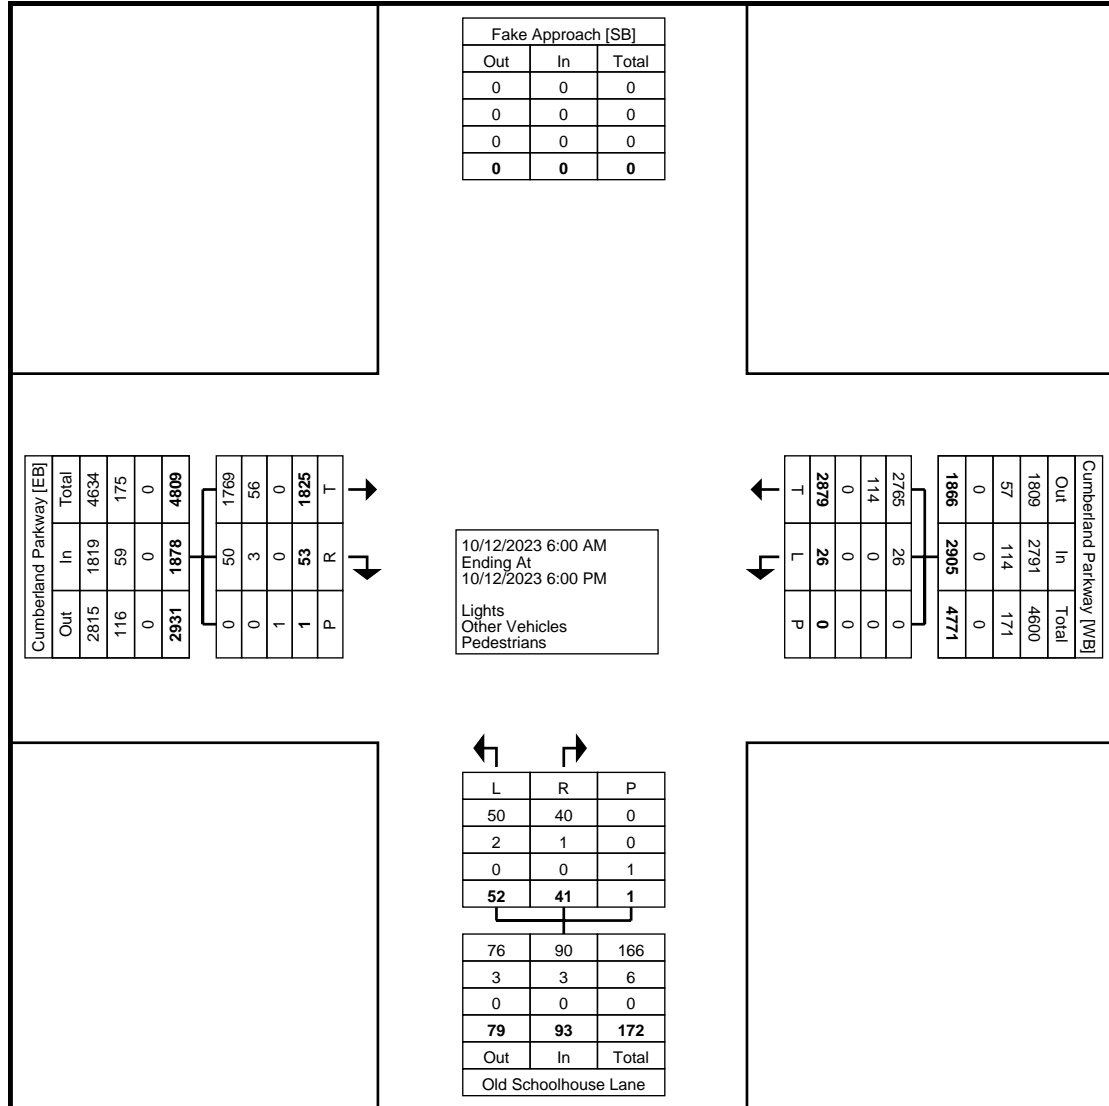 Fake Approach [SB]
Out In Total
0 0 0
0 0 0
0 0 0
0 0 0
Cumberland Parkway [EB]
Total In Out
4634 1819 2815
175 59 116
0 0 0
4809 1878 2931
1769 50 0
56 3 0
0 0 1
1825 53 1
T R P
10/12/2023 6:00 AM
Ending At
10/12/2023 6:00 PM
Lights
Other Vehicles
Pedestrians
Cumberland Parkway [WB]
Out In Total
1809 2791 4600
57 114 171
0 0 0
1866 2905 4771
2765 26 0
114 0 0
0 0 0
2879 26 0
T L P
L R P
50 40 0
2 1 0
0 0 1
52 41 1
76 90 166
3 3 6
0 0 0
79 93 172
Out In Total
Old Schoolhouse Lane